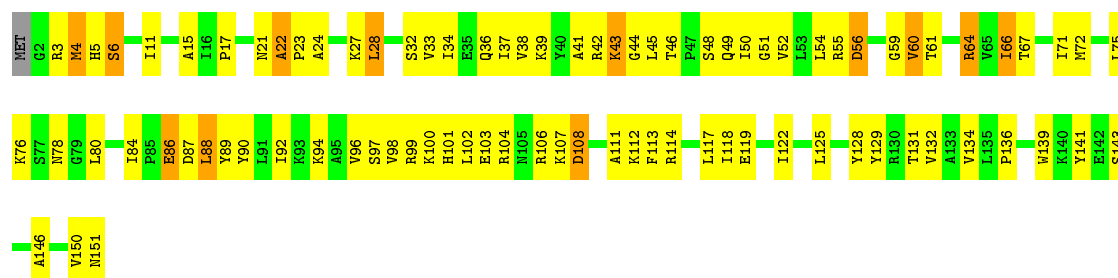 MET G2 R3 M4 H5 S6 I11 A15 I16 P17 N21 A22 P23 A24 K27 L28 S32 V33 I34 E35 Q36 I37 V38 K39 Y40 A41 R42 K43 G44 L45 T46 P47 S48 Q49 I50 G51 V52 L53 L54 R55 D56 G59 V60 T61 R64 V65 I66 T67 I71 M72
K76 S77 N78 G79 L80 I84 P85 E86 D87 L88 Y89 Y90 L91 I92 K93 K94 A95 V96 S97 V98 R99 K100 H101 L102 E103 R104 N105 R106 K107 D108 A111 K112 F113 R114 L117 I118 E119 I122 L125 Y128 Y129 R130 T131 V132 A133 V134 L135 P136 W139 K140 Y141 E142
A146 V150 N151